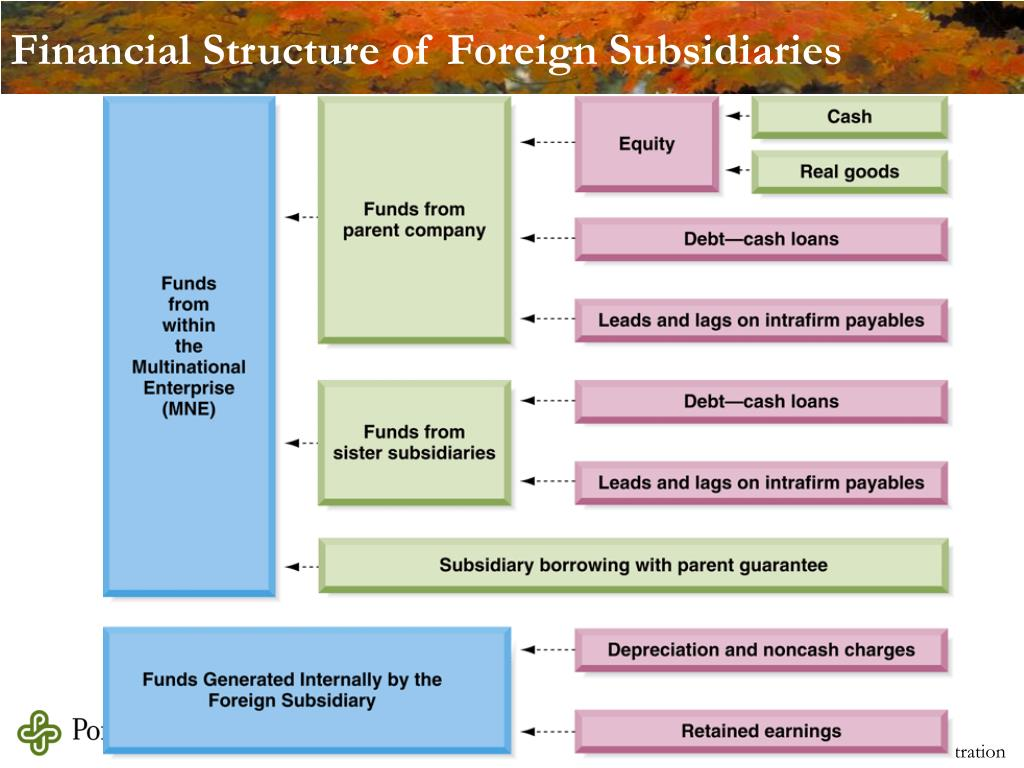 Financial Structure of Foreign Subsidiaries
Funds
from
within
the
Multinational
Enterprise
(MNE)
Funds from
parent company
Equity
Cash
Real goods
Debt—cash loans
Leads and lags on intrafirm payables
Funds from
sister subsidiaries
Debt—cash loans
Leads and lags on intrafirm payables
Subsidiary borrowing with parent guarantee
Funds Generated Internally by the
Foreign Subsidiary
Depreciation and noncash charges
Retained earnings